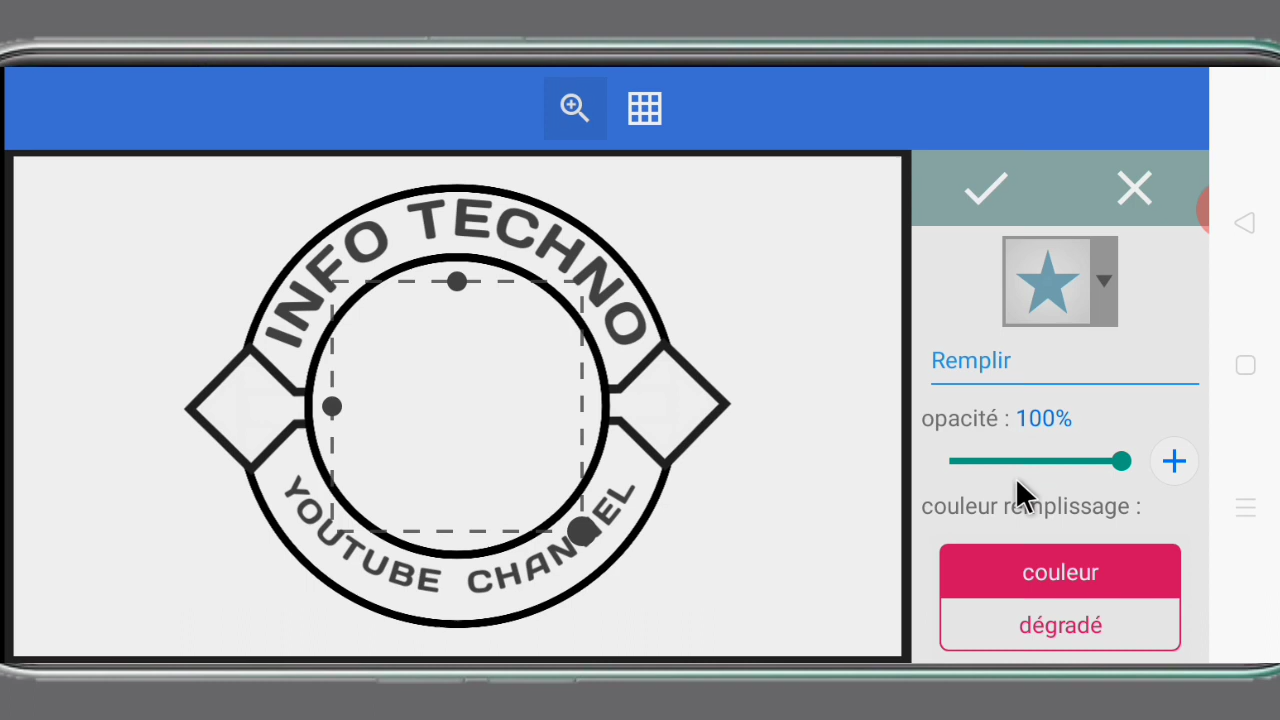 INFO TECHNO
YOUTUBE CHANNEL
Remplir
opacité : 100%
couleur remplissage :
couleur
dégradé